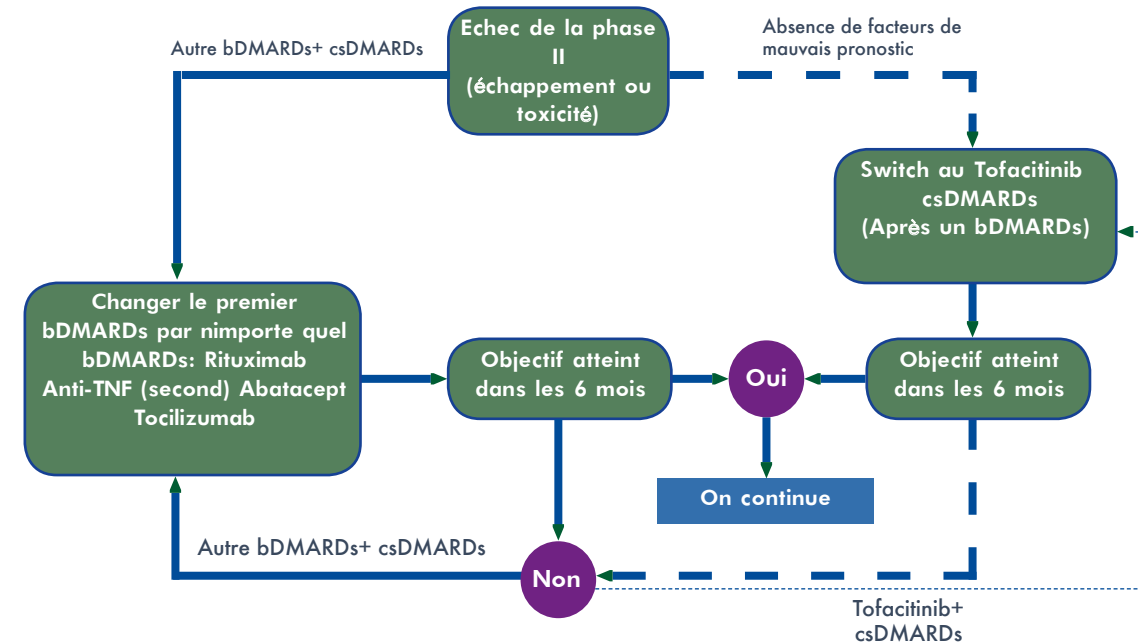 Echec de la phase
II
(échappement ou
toxicité)
Autre bDMARDs+ csDMARDs
Absence de facteurs de
mauvais pronostic
Switch au Tofacitinib
csDMARDs
(Après un bDMARDs)
Changer le premier
bDMARDs par nimporte quel
bDMARDs: Rituximab
Anti-TNF (second) Abatacept
Tocilizumab
Objectif atteint
dans les 6 mois
Oui
Objectif atteint
dans les 6 mois
On continue
Autre bDMARDs+ csDMARDs
Non
Tofacitinib+
csDMARDs